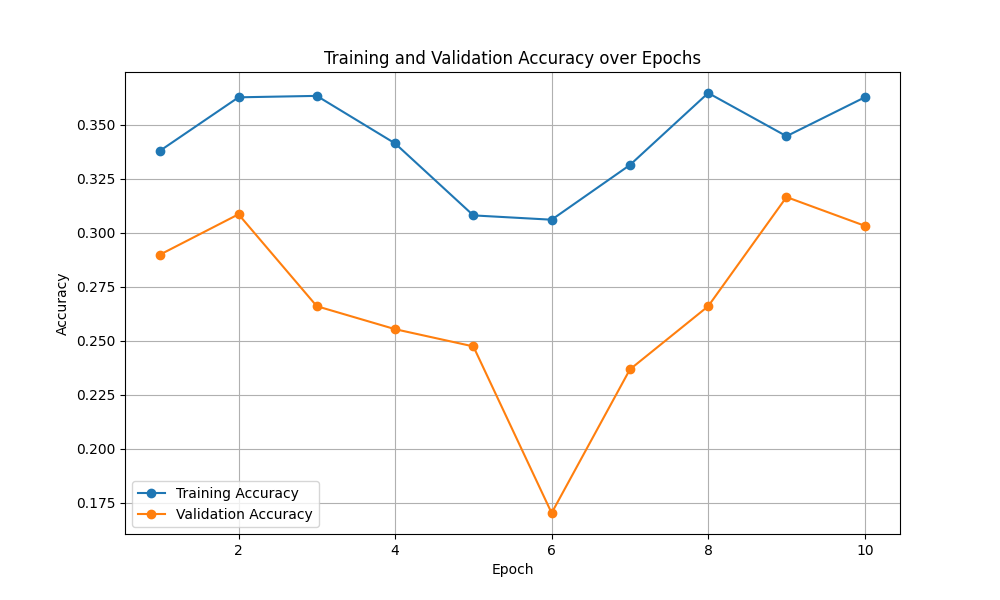 Training and Validation Accuracy over Epochs
Accuracy
0.350
0.325
0.300
0.275
0.250
0.225
0.200
0.175
Training Accuracy
Validation Accuracy
2 4 6 8 10
Epoch